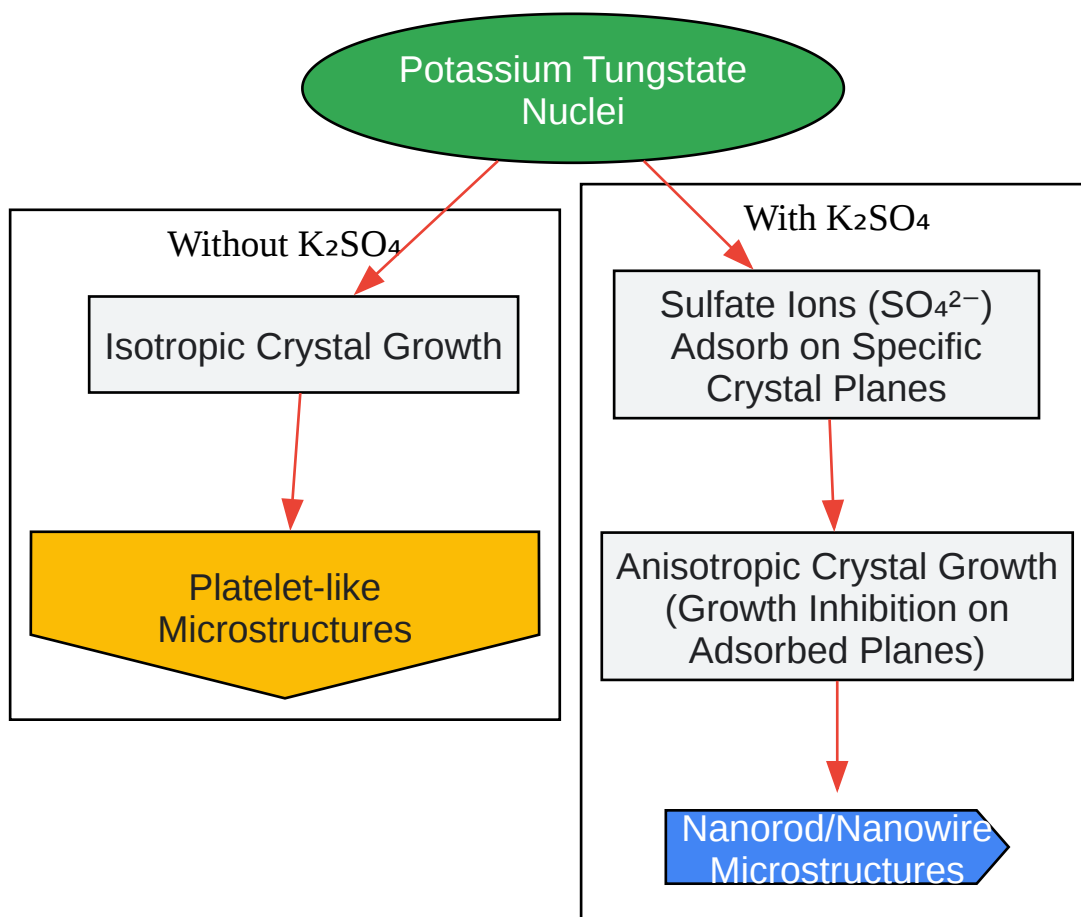 Potassium Tungstate
Nuclei
Without K₂SO₄
Isotropic Crystal Growth
Platelet-like
Microstructures
With K₂SO₄
Sulfate Ions (SO₄²⁻)
Adsorb on Specific
Crystal Planes
Anisotropic Crystal Growth
(Growth Inhibition on
Adsorbed Planes)
Nanorod/Nanowire
Microstructures